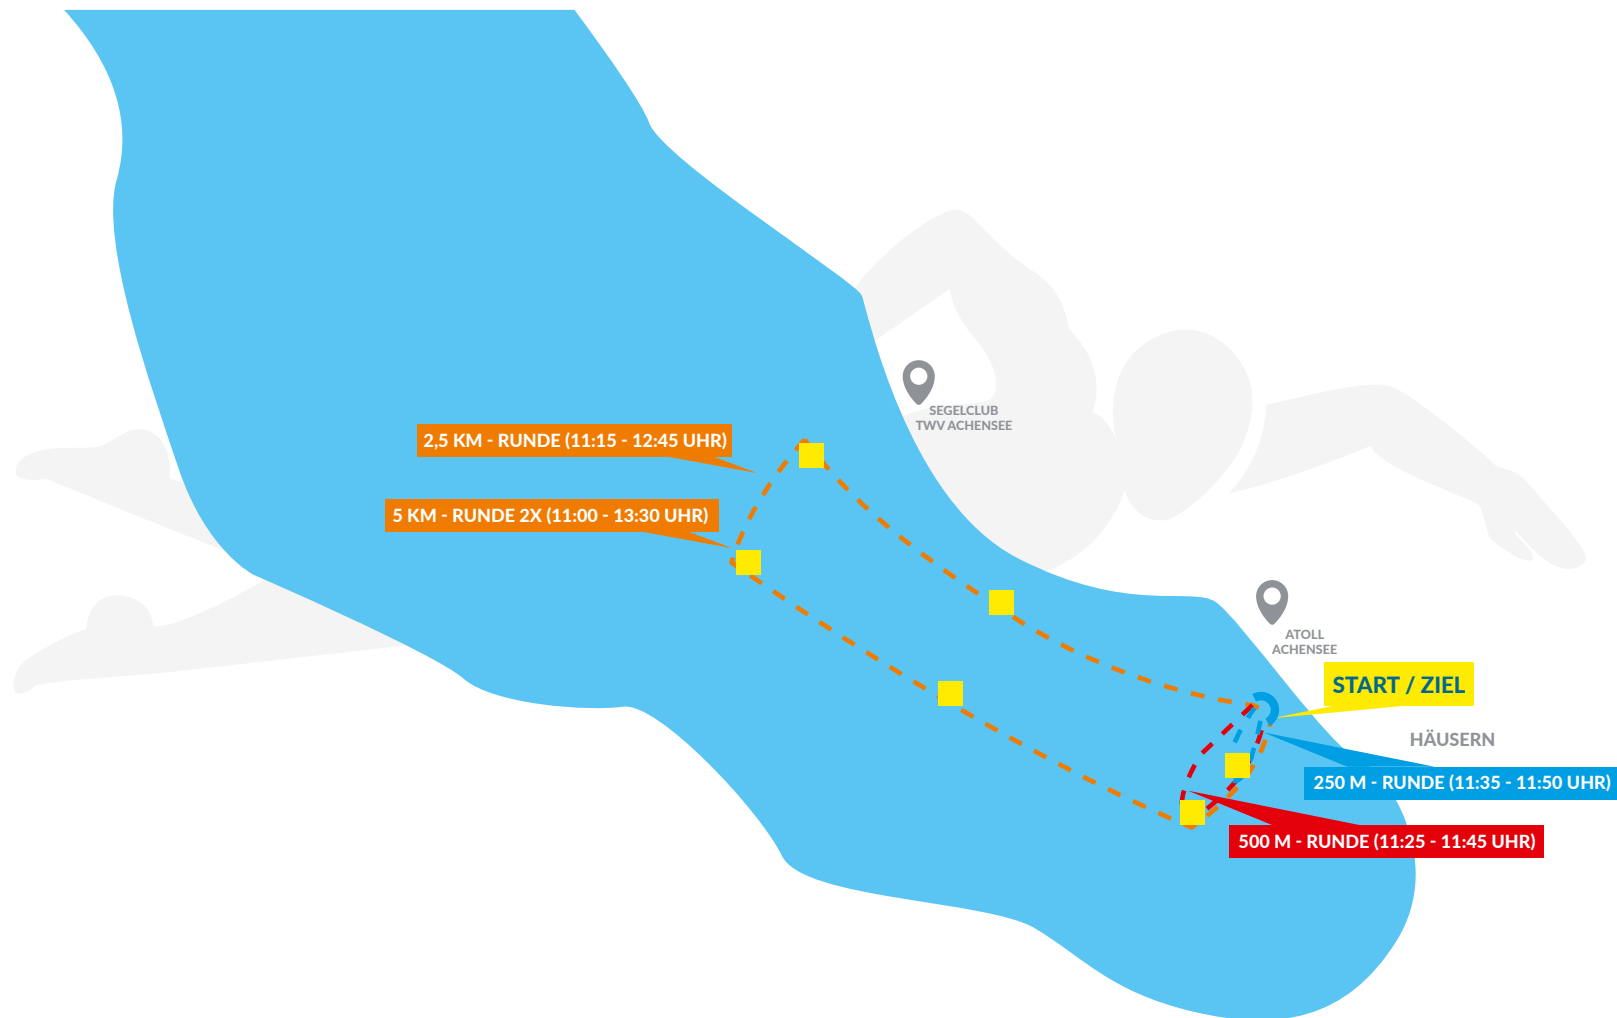 SEGELCLUB
TWV ACHENSEE
2,5 KM - RUNDE (11:15 - 12:45 UHR)
5 KM - RUNDE 2X (11:00 - 13:30 UHR)
ATOLL
ACHENSEE
START / ZIEL
HÄUSERN
250 M - RUNDE (11:35 - 11:50 UHR)
500 M - RUNDE (11:25 - 11:45 UHR)